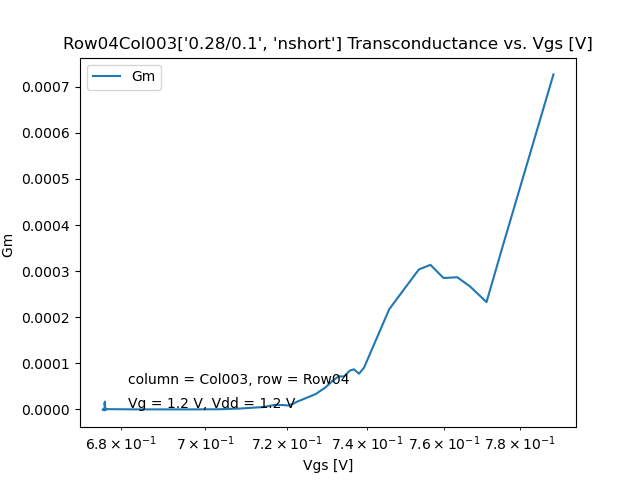 Row04Col003['0.28/0.1', 'nshort'] Transconductance vs. Vgs [V]
Gm
0.0007
0.0006
0.0005
0.0004
0.0003
0.0002
0.0001
0.0000
Gm
column = Col003, row = Row04
Vg = 1.2 V, Vdd = 1.2 V
6.8 × 10⁻¹ 7 × 10⁻¹ 7.2 × 10⁻¹ 7.4 × 10⁻¹ 7.6 × 10⁻¹ 7.8 × 10⁻¹
Vgs [V]